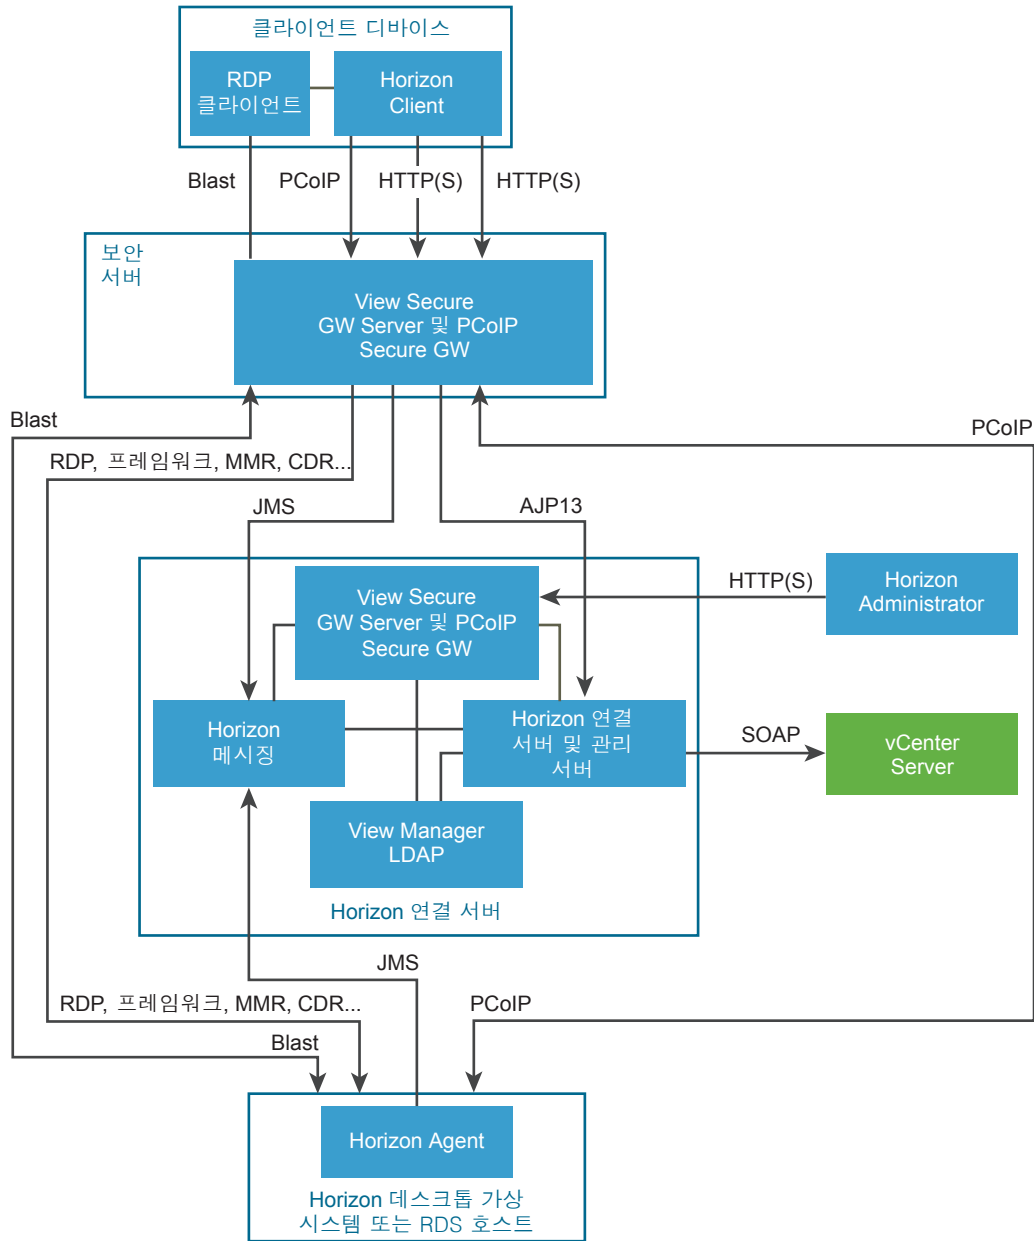 클라이언트 디바이스
RDP
클라이언트
Horizon
Client
Blast
PCoIP
HTTP(S)
HTTP(S)
보안
서버
View Secure
GW Server 및 PCoIP
Secure GW
Blast
PCoIP
RDP, 프레임워크, MMR, CDR...
JMS
AJP13
View Secure
GW Server 및 PCoIP
Secure GW
HTTP(S)
Horizon
Administrator
Horizon
메시징
Horizon 연결
서버 및 관리
서버
SOAP
vCenter
Server
View Manager
LDAP
Horizon 연결 서버
JMS
RDP, 프레임워크, MMR, CDR...
PCoIP
Blast
Horizon Agent
Horizon 데스크톱 가상
시스템 또는 RDS 호스트